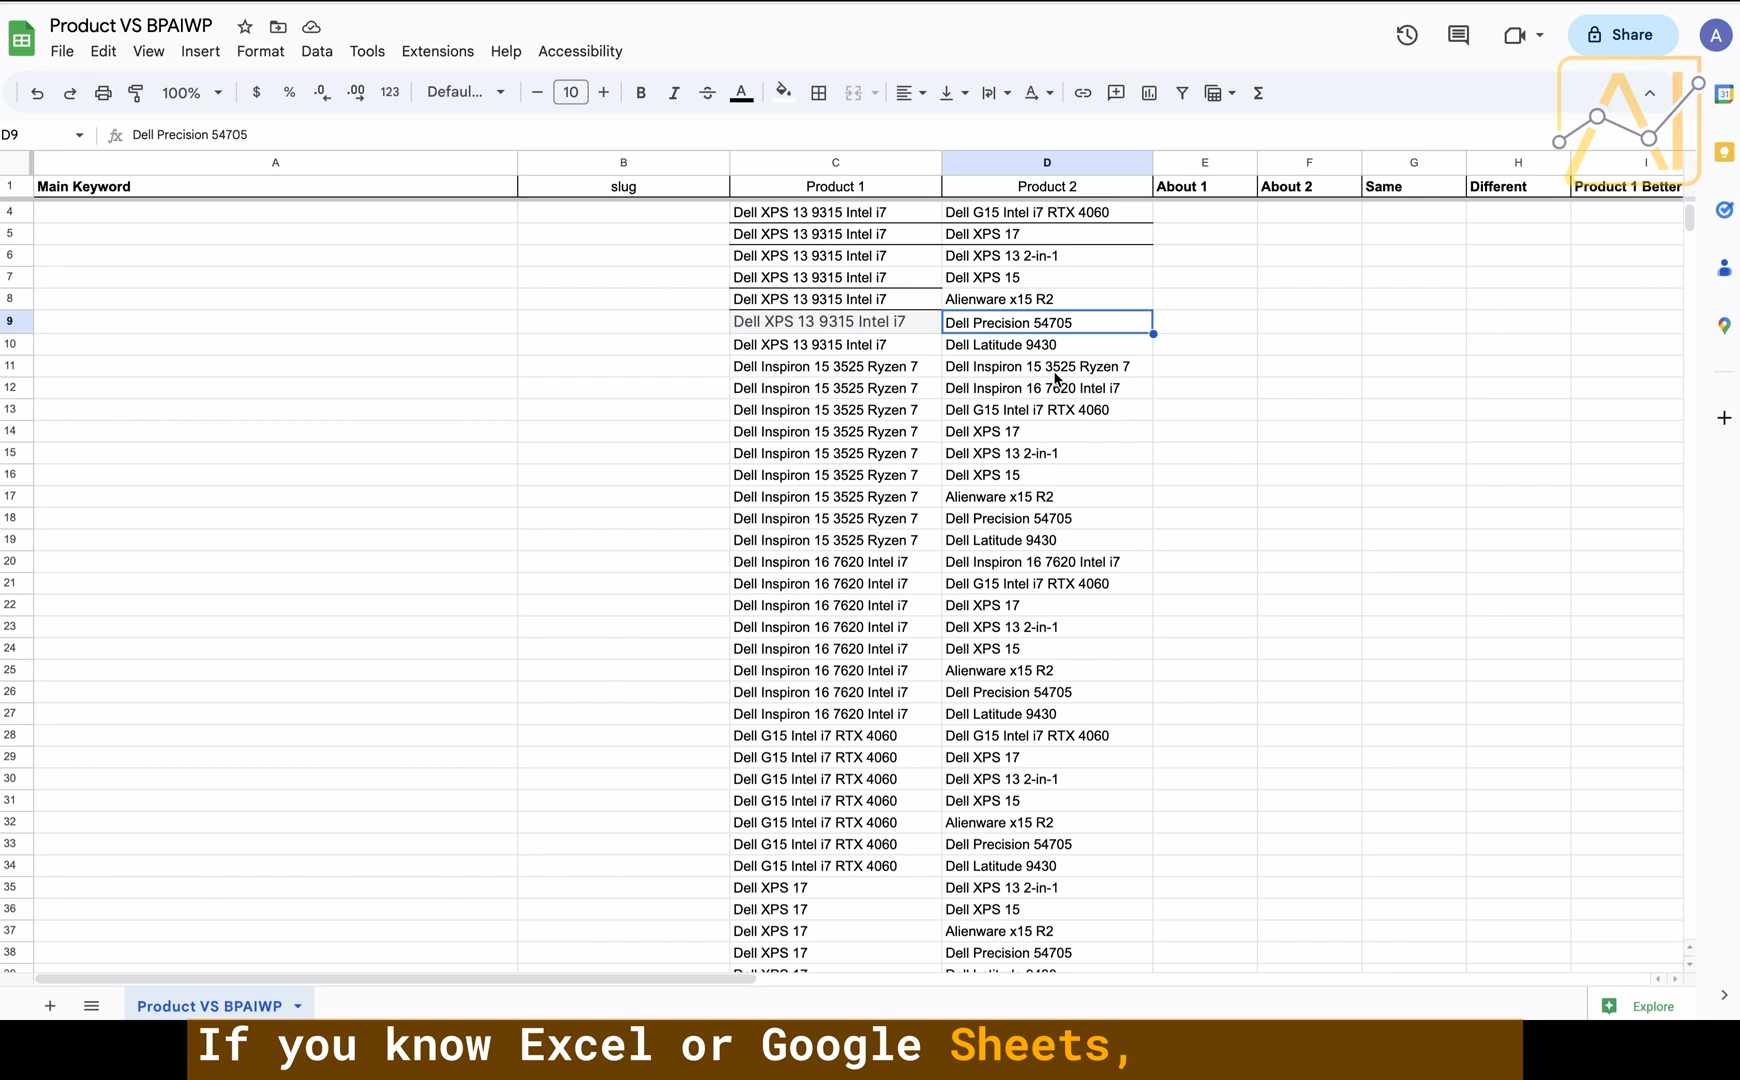 Product VS BPAIWP
File Edit View Insert Format Data Tools Extensions Help Accessibility
Share
A
100% $ % .0 .00 123 Defaul... 10 B I A
31
AI
D9 fx Dell Precision 54705
A B C D E F G H I
1 Main Keyword slug Product 1 Product 2 About 1 About 2 Same Different Product 1 Better
4 Dell XPS 13 9315 Intel i7 Dell G15 Intel i7 RTX 4060
5 Dell XPS 13 9315 Intel i7 Dell XPS 17
6 Dell XPS 13 9315 Intel i7 Dell XPS 13 2-in-1
7 Dell XPS 13 9315 Intel i7 Dell XPS 15
8 Dell XPS 13 9315 Intel i7 Alienware x15 R2
9 Dell XPS 13 9315 Intel i7 Dell Precision 54705
10 Dell XPS 13 9315 Intel i7 Dell Latitude 9430
11 Dell Inspiron 15 3525 Ryzen 7 Dell Inspiron 15 3525 Ryzen 7
12 Dell Inspiron 15 3525 Ryzen 7 Dell Inspiron 16 7620 Intel i7
13 Dell Inspiron 15 3525 Ryzen 7 Dell G15 Intel i7 RTX 4060
14 Dell Inspiron 15 3525 Ryzen 7 Dell XPS 17
15 Dell Inspiron 15 3525 Ryzen 7 Dell XPS 13 2-in-1
16 Dell Inspiron 15 3525 Ryzen 7 Dell XPS 15
17 Dell Inspiron 15 3525 Ryzen 7 Alienware x15 R2
18 Dell Inspiron 15 3525 Ryzen 7 Dell Precision 54705
19 Dell Inspiron 15 3525 Ryzen 7 Dell Latitude 9430
20 Dell Inspiron 16 7620 Intel i7 Dell Inspiron 16 7620 Intel i7
21 Dell Inspiron 16 7620 Intel i7 Dell G15 Intel i7 RTX 4060
22 Dell Inspiron 16 7620 Intel i7 Dell XPS 17
23 Dell Inspiron 16 7620 Intel i7 Dell XPS 13 2-in-1
24 Dell Inspiron 16 7620 Intel i7 Dell XPS 15
25 Dell Inspiron 16 7620 Intel i7 Alienware x15 R2
26 Dell Inspiron 16 7620 Intel i7 Dell Precision 54705
27 Dell Inspiron 16 7620 Intel i7 Dell Latitude 9430
28 Dell G15 Intel i7 RTX 4060 Dell G15 Intel i7 RTX 4060
29 Dell G15 Intel i7 RTX 4060 Dell XPS 17
30 Dell G15 Intel i7 RTX 4060 Dell XPS 13 2-in-1
31 Dell G15 Intel i7 RTX 4060 Dell XPS 15
32 Dell G15 Intel i7 RTX 4060 Alienware x15 R2
33 Dell G15 Intel i7 RTX 4060 Dell Precision 54705
34 Dell G15 Intel i7 RTX 4060 Dell Latitude 9430
35 Dell XPS 17 Dell XPS 13 2-in-1
36 Dell XPS 17 Dell XPS 15
37 Dell XPS 17 Alienware x15 R2
38 Dell XPS 17 Dell Precision 54705
Product VS BPAIWP
Explore
If you know Excel or Google Sheets,